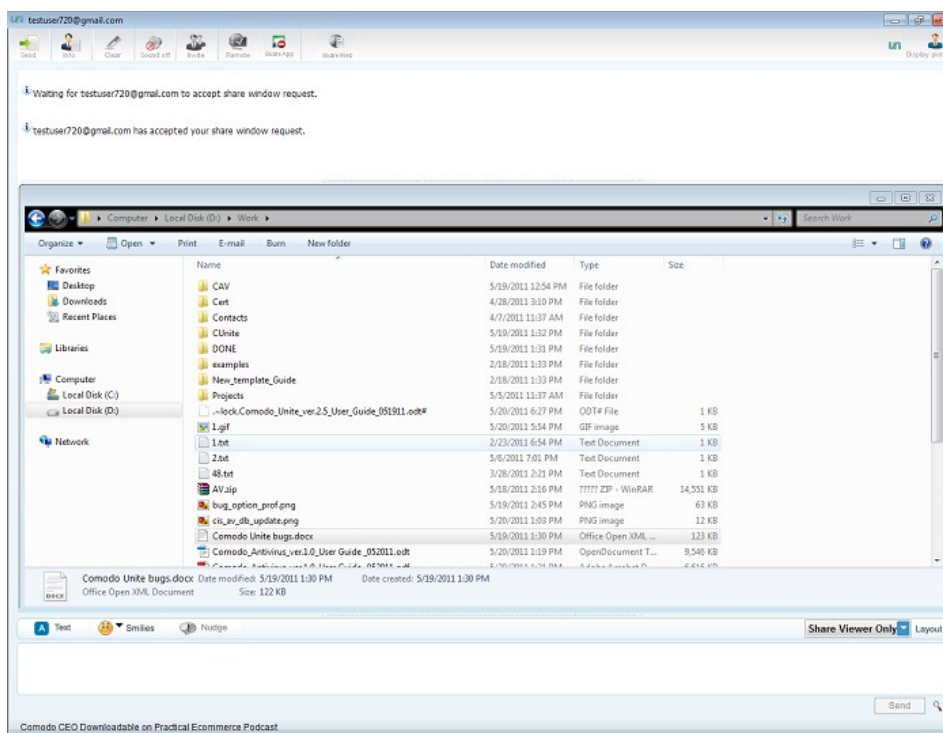 un testuser720@gmail.com
Send Info Clear Sound off Invite Remote Share App Share Web un Display pict
Waiting for testuser720@gmail.com to accept share window request.
testuser720@gmail.com has accepted your share window request.
Computer Local Disk (D:) Work Search Work
Organize Open Print E-mail Burn New folder
Name Date modified Type Size
Favorites
Desktop
Downloads
Recent Places
Libraries
Computer
Local Disk (C:)
Local Disk (D:)
Network
CAV 5/19/2011 12:54 PM File folder
Cert 4/28/2011 3:10 PM File folder
Contacts 4/7/2011 11:37 AM File folder
CUnite 5/19/2011 1:32 PM File folder
DONE 5/19/2011 1:31 PM File folder
examples 2/18/2011 1:33 PM File folder
New_template_Guide 2/18/2011 1:33 PM File folder
Projects 5/5/2011 11:37 AM File folder
.~lock.Comodo_Unite_ver.2.5_User_Guide_051911.odt# 5/20/2011 6:27 PM ODT# File 1 KB
1.gif 5/20/2011 5:54 PM GIF image 5 KB
1.txt 2/23/2011 6:54 PM Text Document 1 KB
2.txt 5/6/2011 7:01 PM Text Document 1 KB
48.txt 3/28/2011 2:21 PM Text Document 1 KB
AV.zip 5/18/2011 2:16 PM ????? ZIP - WinRAR 14,551 KB
bug_option_prof.png 5/19/2011 2:45 PM PNG image 63 KB
cis_av_db_update.png 5/20/2011 1:03 PM PNG image 12 KB
Comodo Unite bugs.docx 5/19/2011 1:30 PM Office Open XML ... 123 KB
Comodo_Antivirus_ver.1.0_User Guide _052011.odt 5/20/2011 1:19 PM OpenDocument T... 9,546 KB
Comodo Unite bugs.docx Date modified: 5/19/2011 1:30 PM Date created: 5/19/2011 1:30 PM
Office Open XML Document Size: 122 KB
DOCX
A Text Smilies Nudge Share Viewer Only Layout
Send
Comodo CEO Downloadable on Practical Ecommerce Podcast